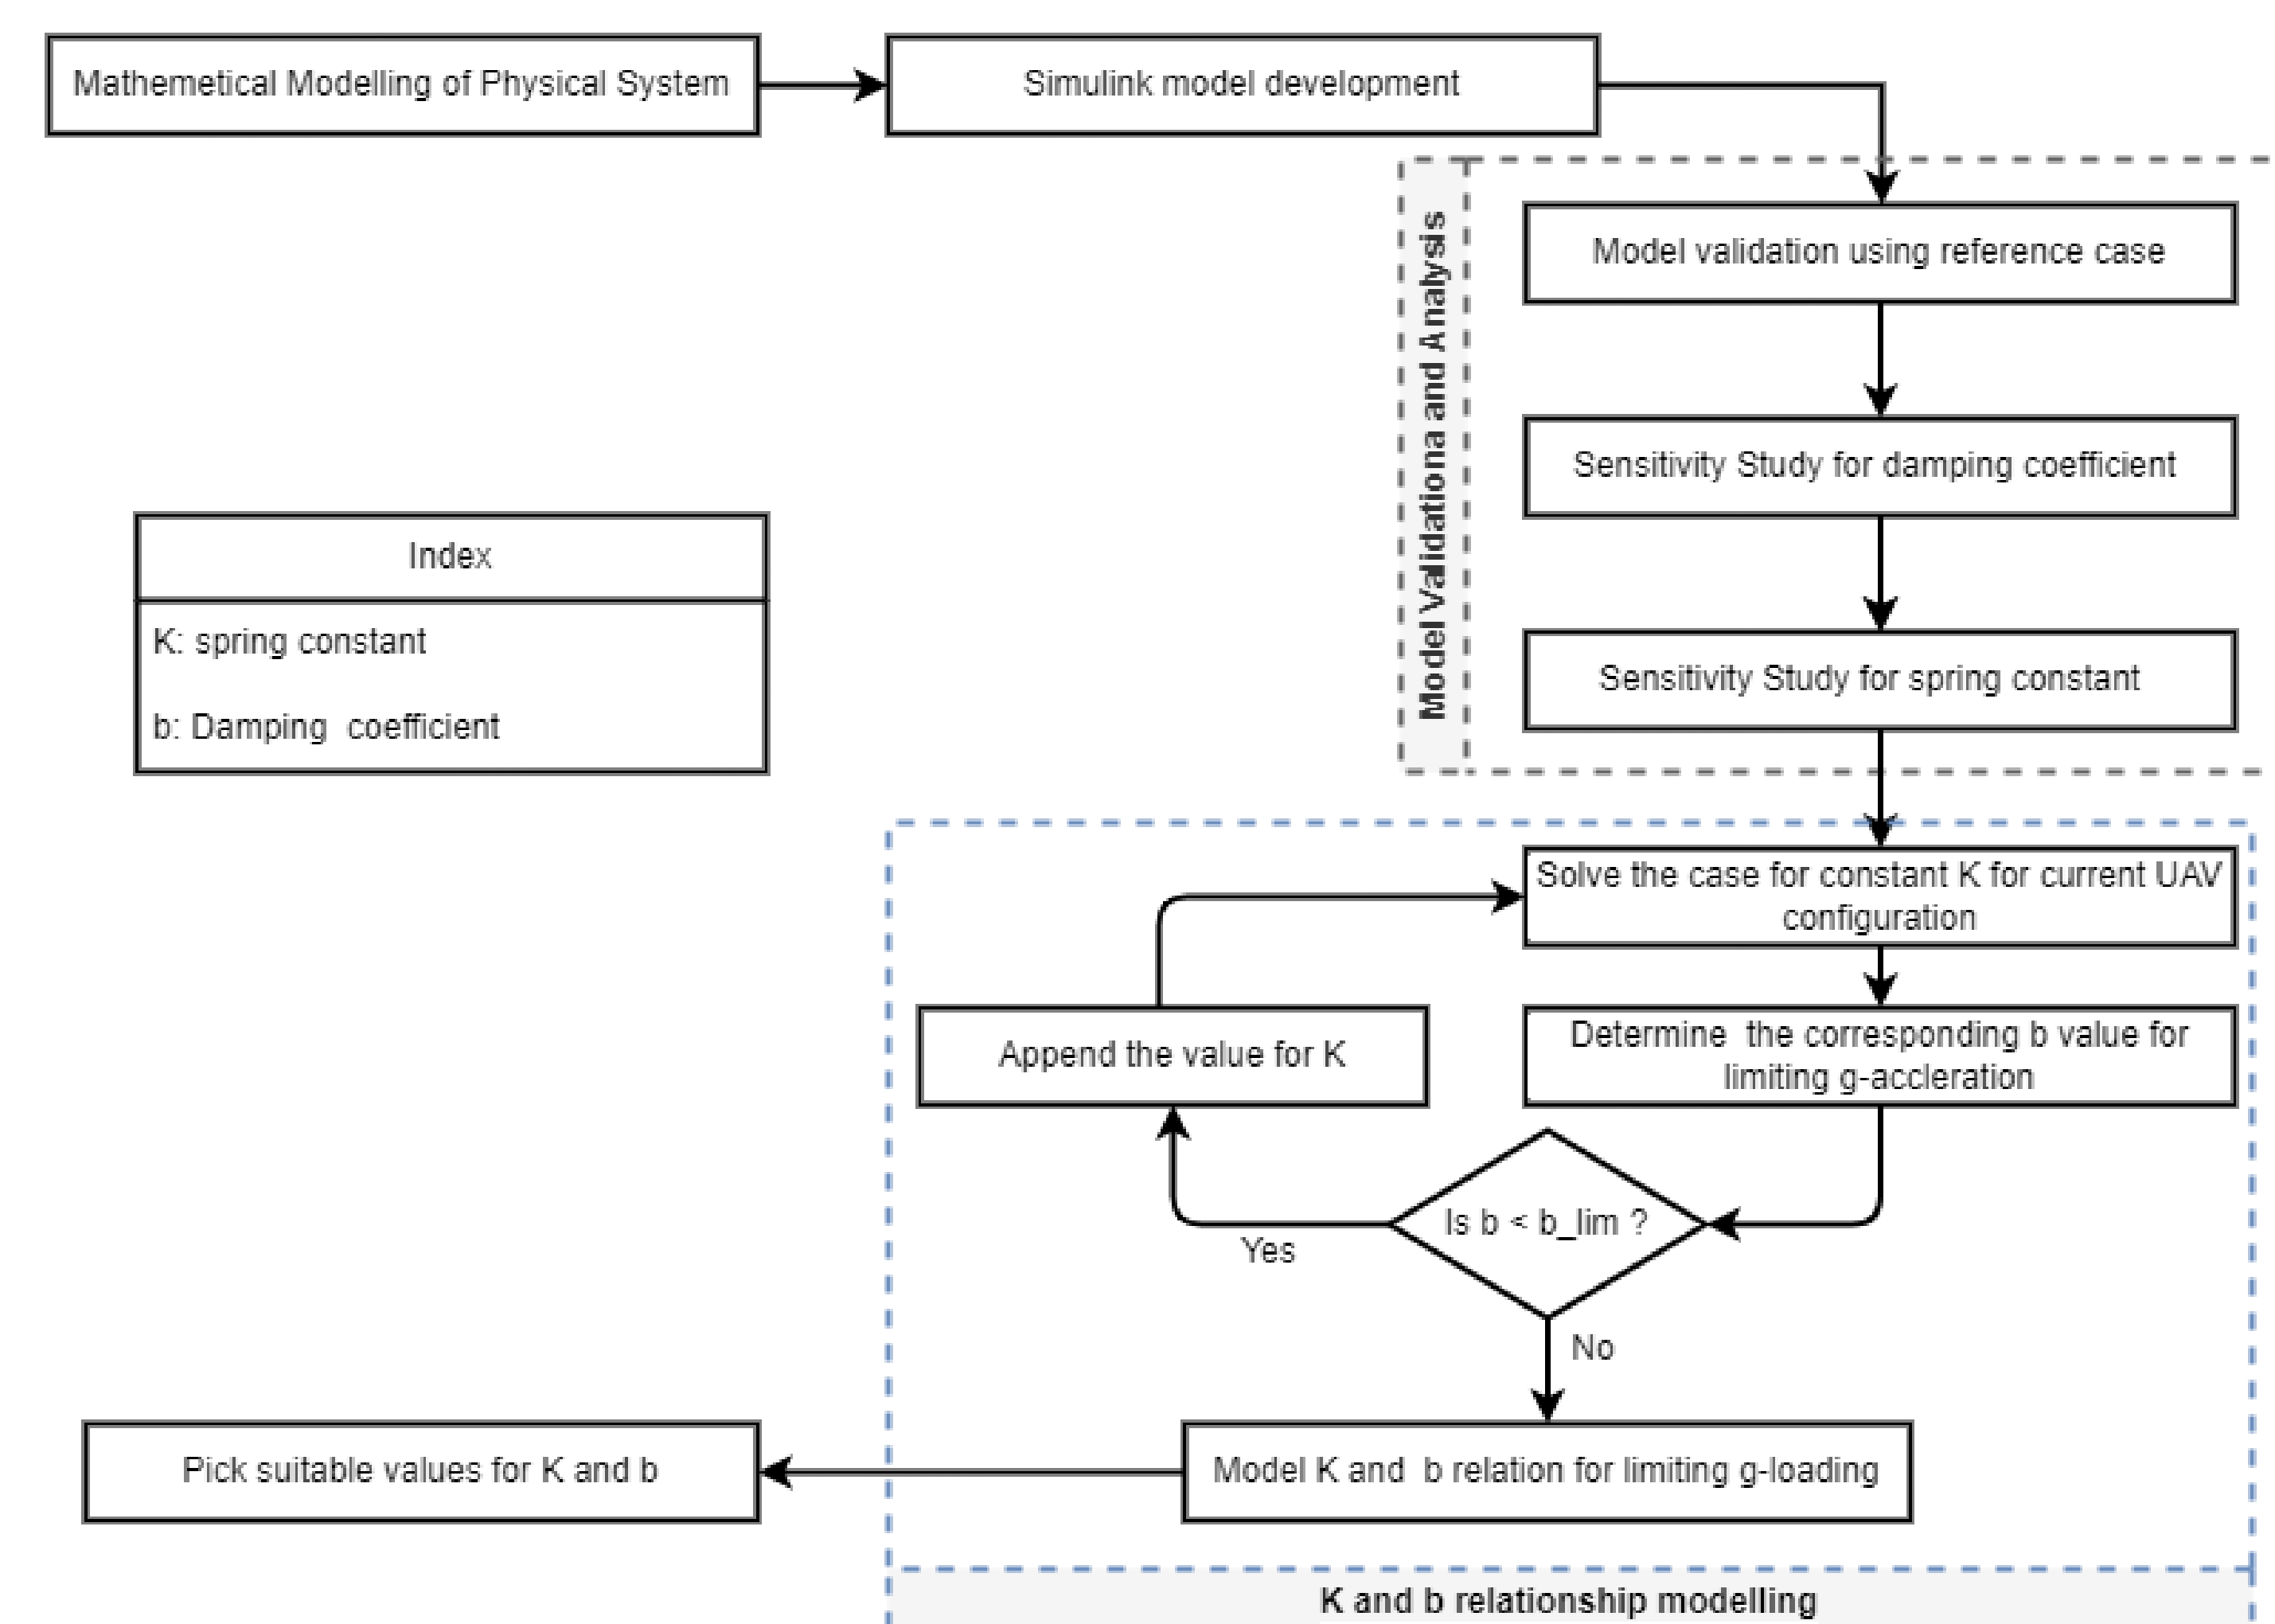 Mathemetical Modelling of Physical System
Simulink model development
Model Validationa and Analysis
Model validation using reference case
Sensitivity Study for damping coefficient
Sensitivity Study for spring constant
Index
K: spring constant
b: Damping coefficient
Solve the case for constant K for current UAV
configuration
Append the value for K
Determine the corresponding b value for
limiting g-accleration
Is b < b_lim ?
Yes
No
Model K and b relation for limiting g-loading
Pick suitable values for K and b
K and b relationship modelling